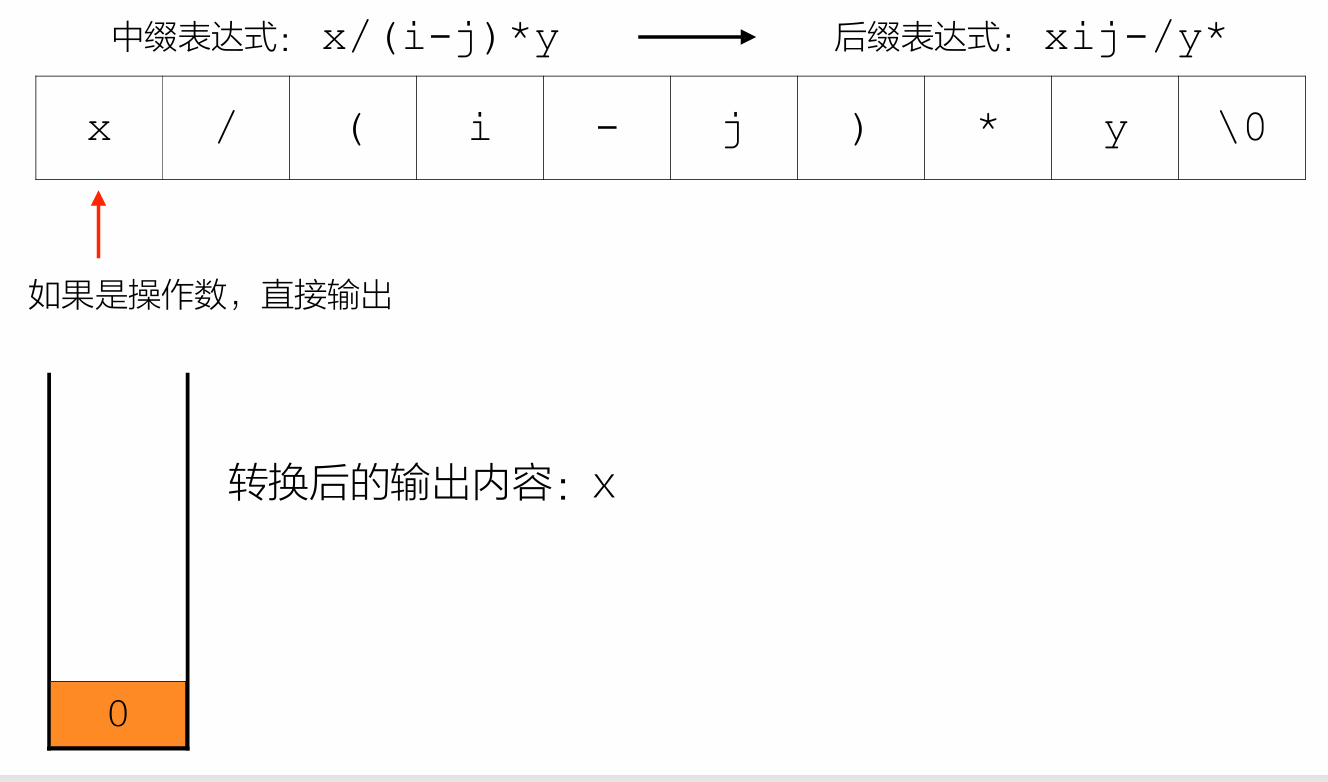 中缀表达式： x/(i-j)*y 后缀表达式： xij-/y*
x / ( i - j ) * y \0
如果是操作数，直接输出
转换后的输出内容：x
0